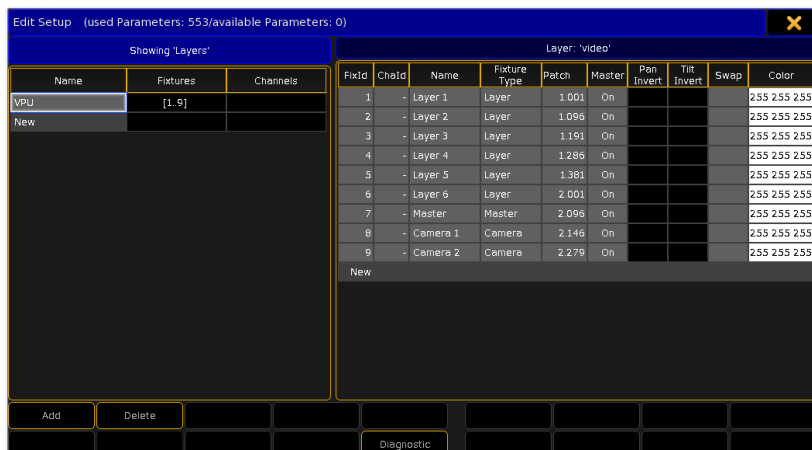 Edit Setup (used Parameters: 553/available Parameters: 0)
Showing 'Layers'
Name Fixtures Channels
VPU [1..9]
New
Layer: 'video'
FixId ChaId Name Fixture Type Patch Master Pan Invert Tilt Invert Swap Color
1 - Layer 1 Layer 1.001 On 255 255 255
2 - Layer 2 Layer 1.096 On 255 255 255
3 - Layer 3 Layer 1.191 On 255 255 255
4 - Layer 4 Layer 1.286 On 255 255 255
5 - Layer 5 Layer 1.381 On 255 255 255
6 - Layer 6 Layer 2.001 On 255 255 255
7 - Master Master 2.096 On 255 255 255
8 - Camera 1 Camera 2.146 On 255 255 255
9 - Camera 2 Camera 2.279 On 255 255 255
New
Add Delete
Diagnostic